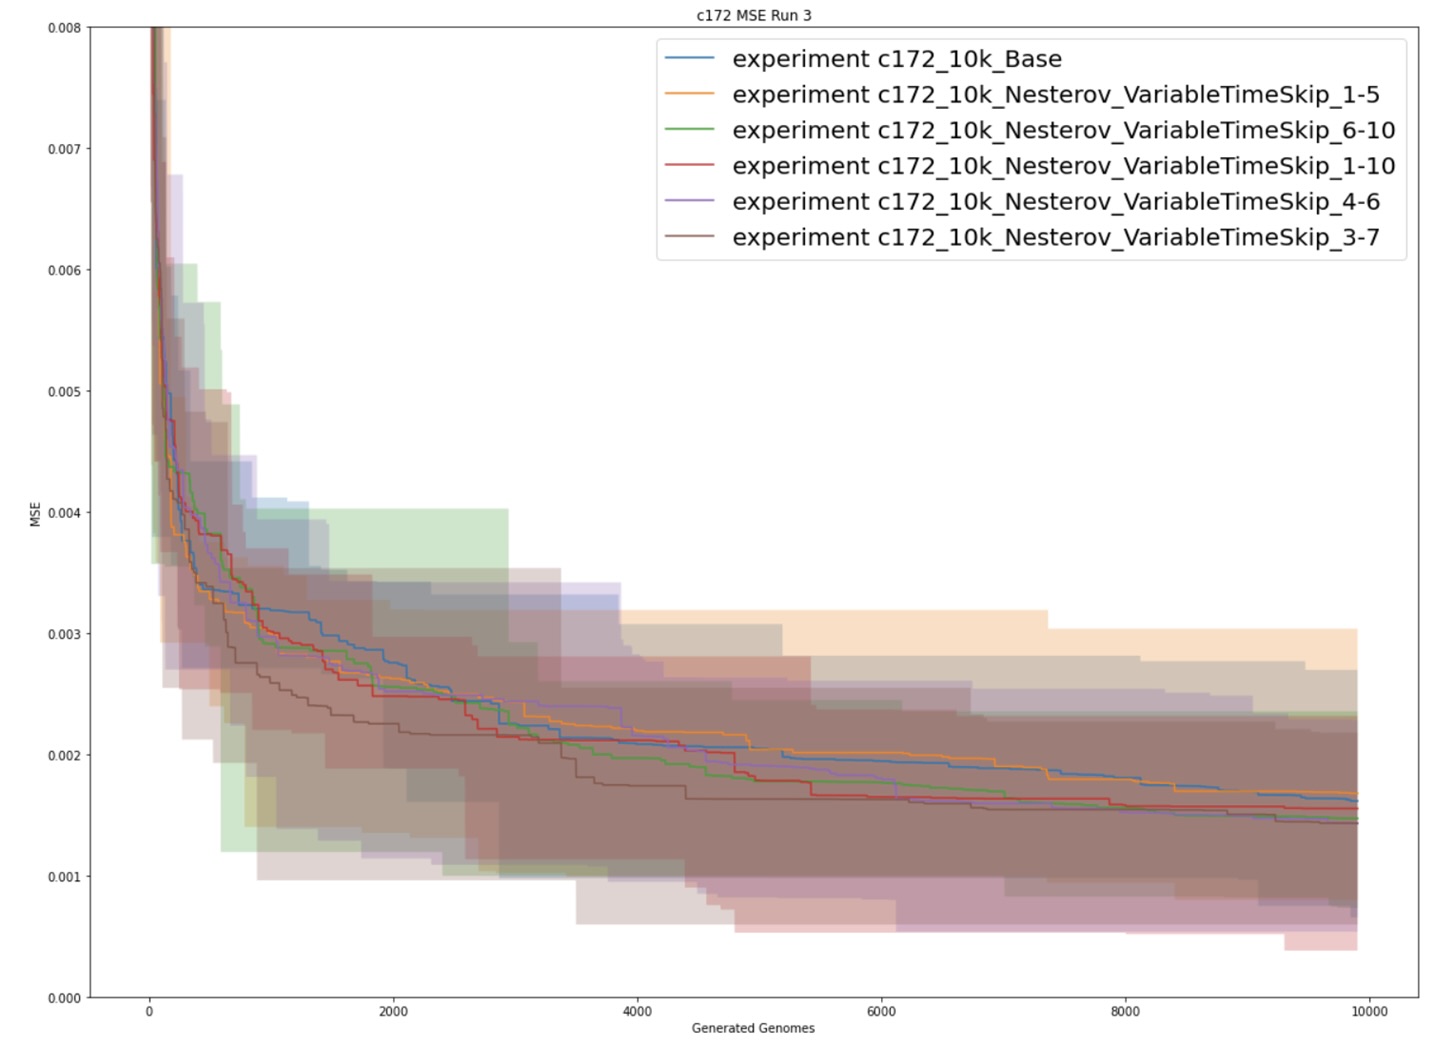 c172 MSE Run 3
experiment c172_10k_Base
experiment c172_10k_Nesterov_VariableTimeSkip_1-5
experiment c172_10k_Nesterov_VariableTimeSkip_6-10
experiment c172_10k_Nesterov_VariableTimeSkip_1-10
experiment c172_10k_Nesterov_VariableTimeSkip_4-6
experiment c172_10k_Nesterov_VariableTimeSkip_3-7
0.008
0.007
0.006
0.005
0.004
0.003
0.002
0.001
0.000
MSE
0 2000 4000 6000 8000 10000
Generated Genomes